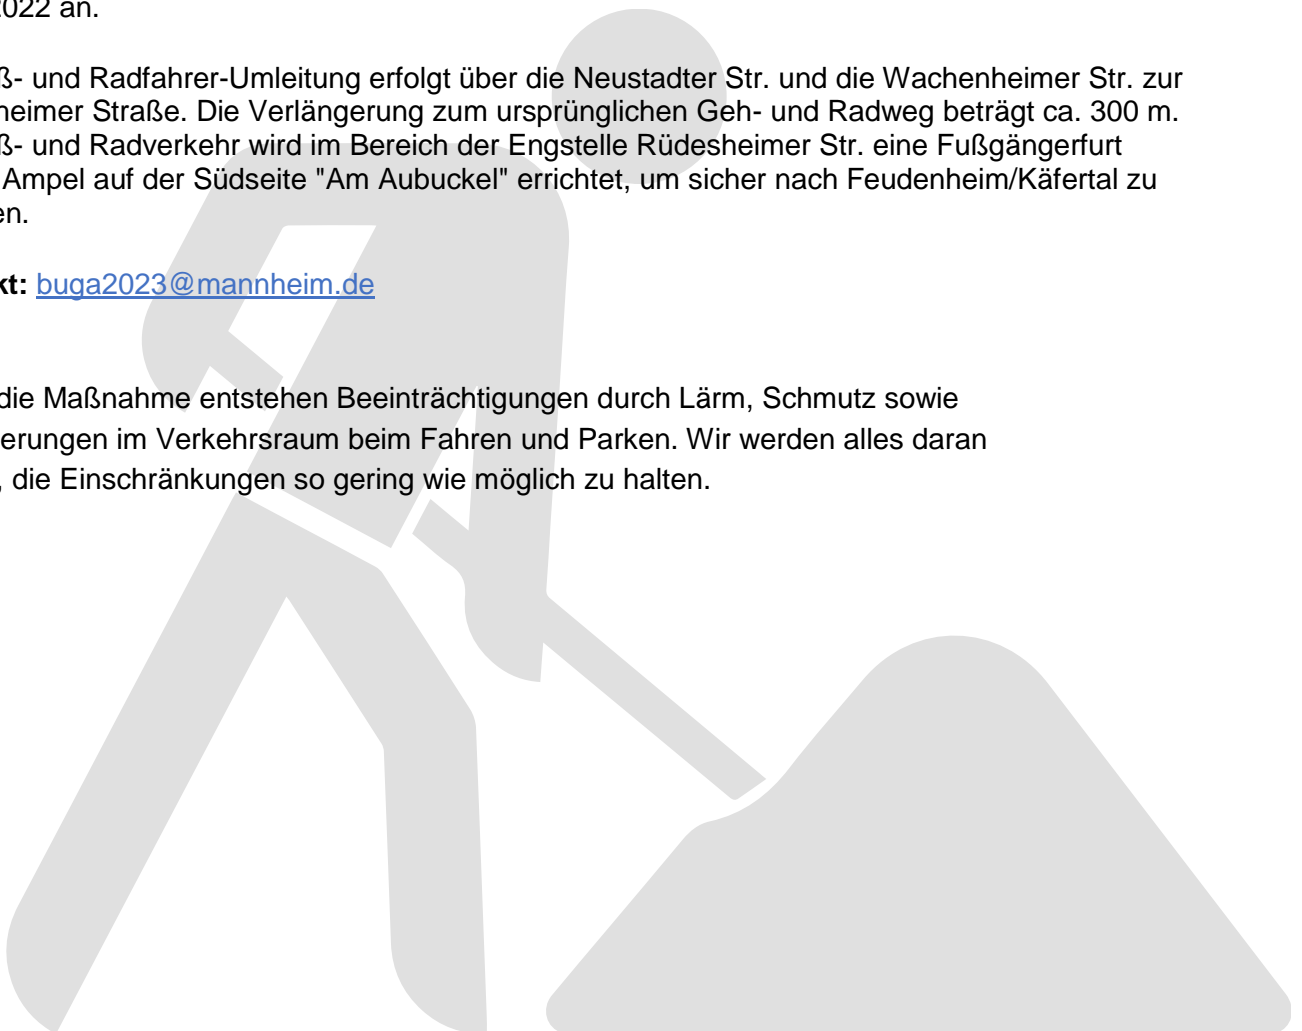 2022 an.
ß- und Radfahrer-Umleitung erfolgt über die Neustadter Str. und die Wachenheimer Str. zur
heimer Straße. Die Verlängerung zum ursprünglichen Geh- und Radweg beträgt ca. 300 m.
ß- und Radverkehr wird im Bereich der Engstelle Rüdesheimer Str. eine Fußgängerfurt
Ampel auf der Südseite "Am Aubuckel" errichtet, um sicher nach Feudenheim/Käfertal zu
en.
kt: buga2023@mannheim.de
die Maßnahme entstehen Beeinträchtigungen durch Lärm, Schmutz sowie
erungen im Verkehrsraum beim Fahren und Parken. Wir werden alles daran
, die Einschränkungen so gering wie möglich zu halten.